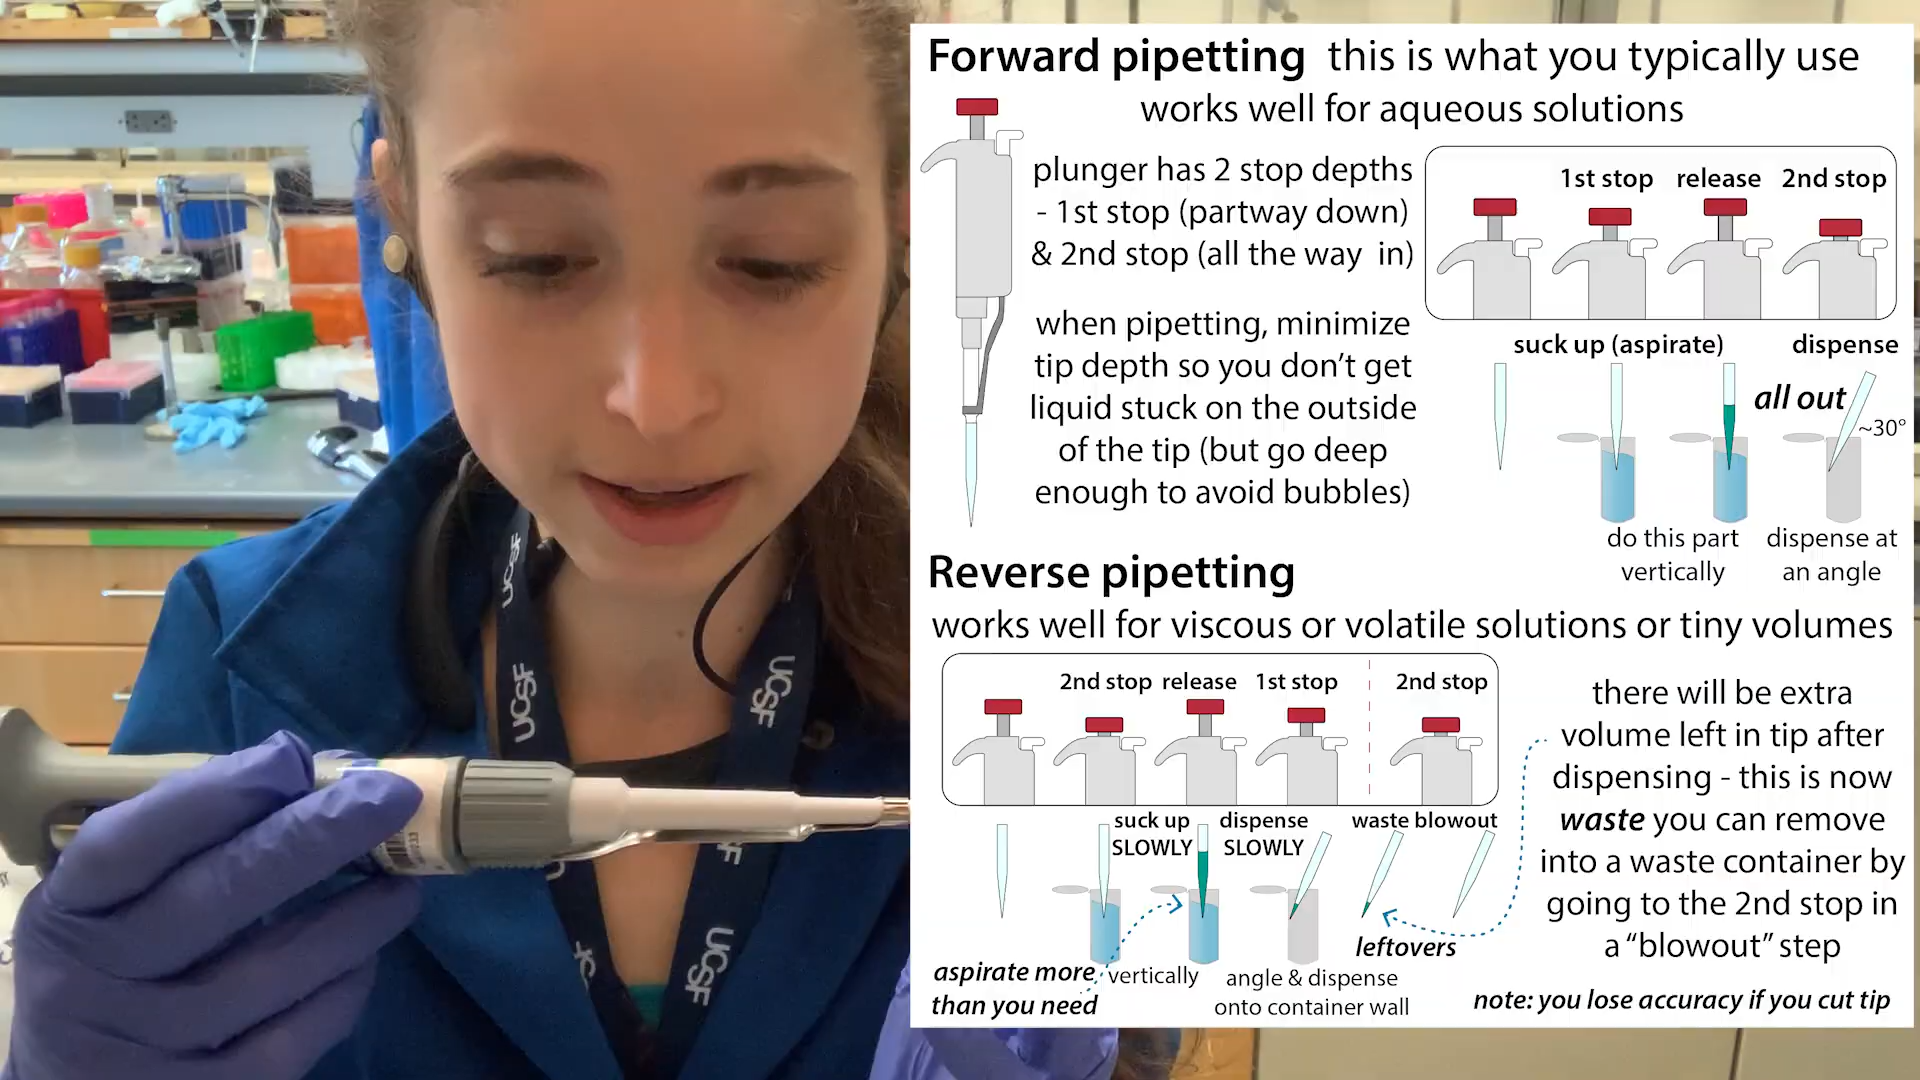 Forward pipetting this is what you typically use
works well for aqueous solutions
plunger has 2 stop depths
- 1st stop (partway down)
& 2nd stop (all the way in)
when pipetting, minimize
tip depth so you don't get
liquid stuck on the outside
of the tip (but go deep
enough to avoid bubbles)
1st stop release 2nd stop
suck up (aspirate) dispense
all out
~30°
do this part
vertically
dispense at
an angle
Reverse pipetting
works well for viscous or volatile solutions or tiny volumes
2nd stop release 1st stop 2nd stop
suck up
SLOWLY
dispense
SLOWLY
waste blowout
leftovers
aspirate more
than you need
vertically
angle & dispense
onto container wall
there will be extra
volume left in tip after
dispensing - this is now
waste you can remove
into a waste container by
going to the 2nd stop in
a "blowout" step
note: you lose accuracy if you cut tip
UCSF
UCSF
UCSF
UCSF